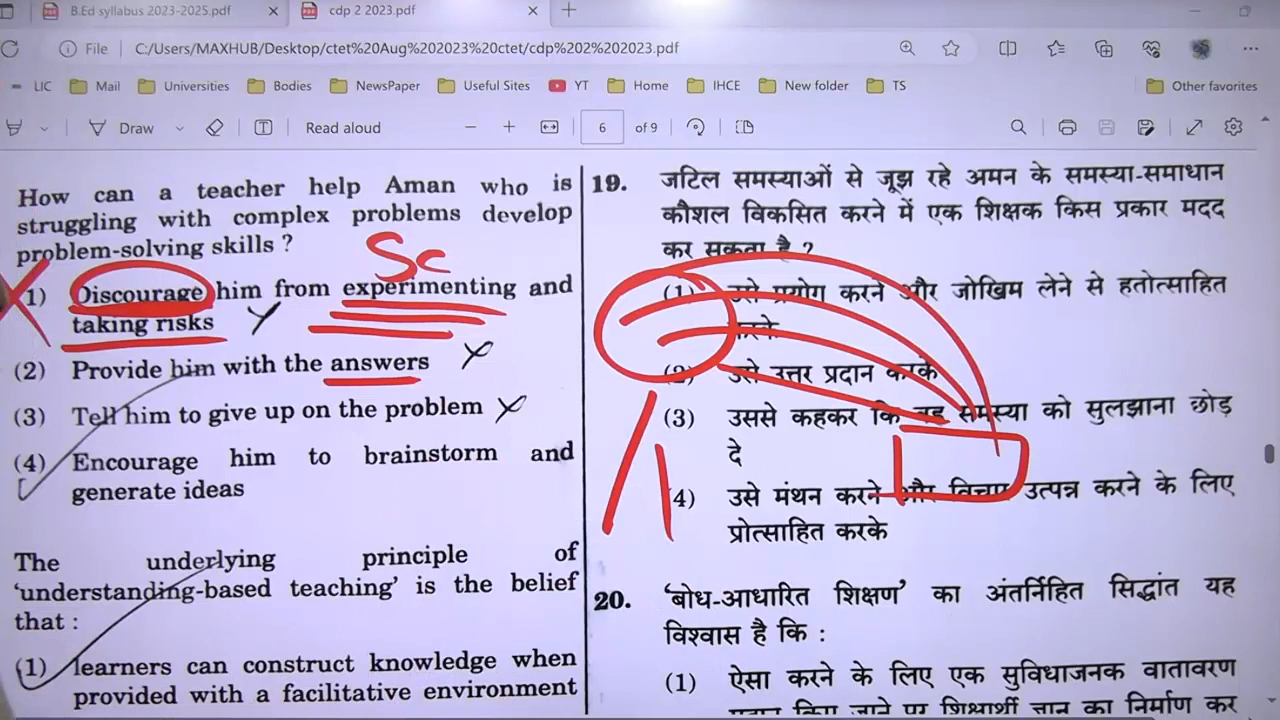 B.Ed syllabus 2023-2025.pdf
cdp 2 2023.pdf
File
C:/Users/MAXHUB/Desktop/ctet%20Aug%202023%20ctet/cdp%202%202023.pdf
LIC
Mail
Universities
Bodies
NewsPaper
Useful Sites
YT
Home
IHCE
New folder
TS
Other favorites
Draw
Read aloud
6
of 9
How can a teacher help Aman who is
struggling with complex problems develop
problem-solving skills ?
Sc
1) Discourage him from experimenting and
taking risks
(2) Provide him with the answers
(3) Tell him to give up on the problem
(4) Encourage him to brainstorm and
generate ideas
The underlying principle of
'understanding-based teaching' is the belief
that :
(1) learners can construct knowledge when
provided with a facilitative environment
19. जटिल समस्याओं से जूझ रहे अमन के समस्या-समाधान
कौशल विकसित करने में एक शिक्षक किस प्रकार मदद
कर सकता है ?
(1) उसे प्रयोग करने और जोखिम लेने से हतोत्साहित
करके
(2) उसे उत्तर प्रदान करके
(3) उससे कहकर कि वह समस्या को सुलझाना छोड़
दे
(4) उसे मंथन करने और विचार उत्पन्न करने के लिए
प्रोत्साहित करके
20. 'बोध-आधारित शिक्षण' का अंतर्निहित सिद्धांत यह
विश्वास है कि :
(1) ऐसा करने के लिए एक सुविधाजनक वातावरण
प्रदान किए जाने पर शिक्षार्थी ज्ञान का निर्माण कर